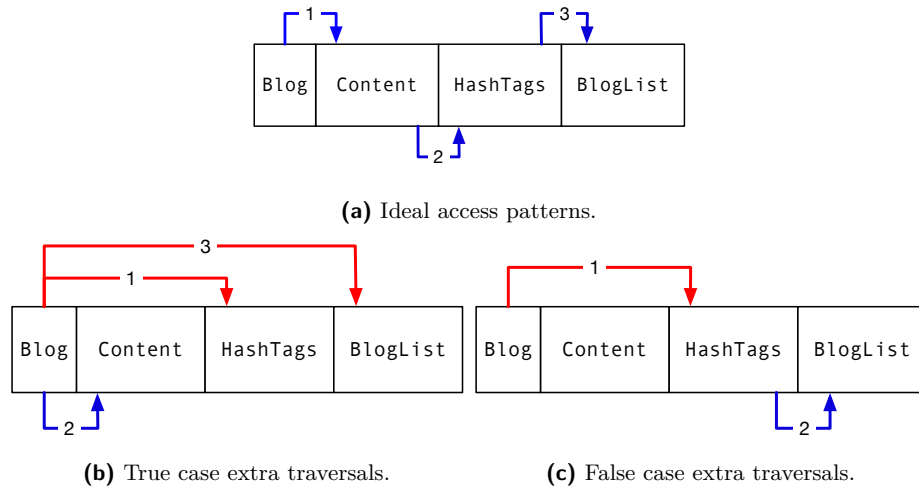 1 3
Blog Content HashTags BlogList
2
(a) Ideal access patterns.
3
1
Blog Content HashTags BlogList
2
(b) True case extra traversals.
1
Blog Content HashTags BlogList
2
(c) False case extra traversals.